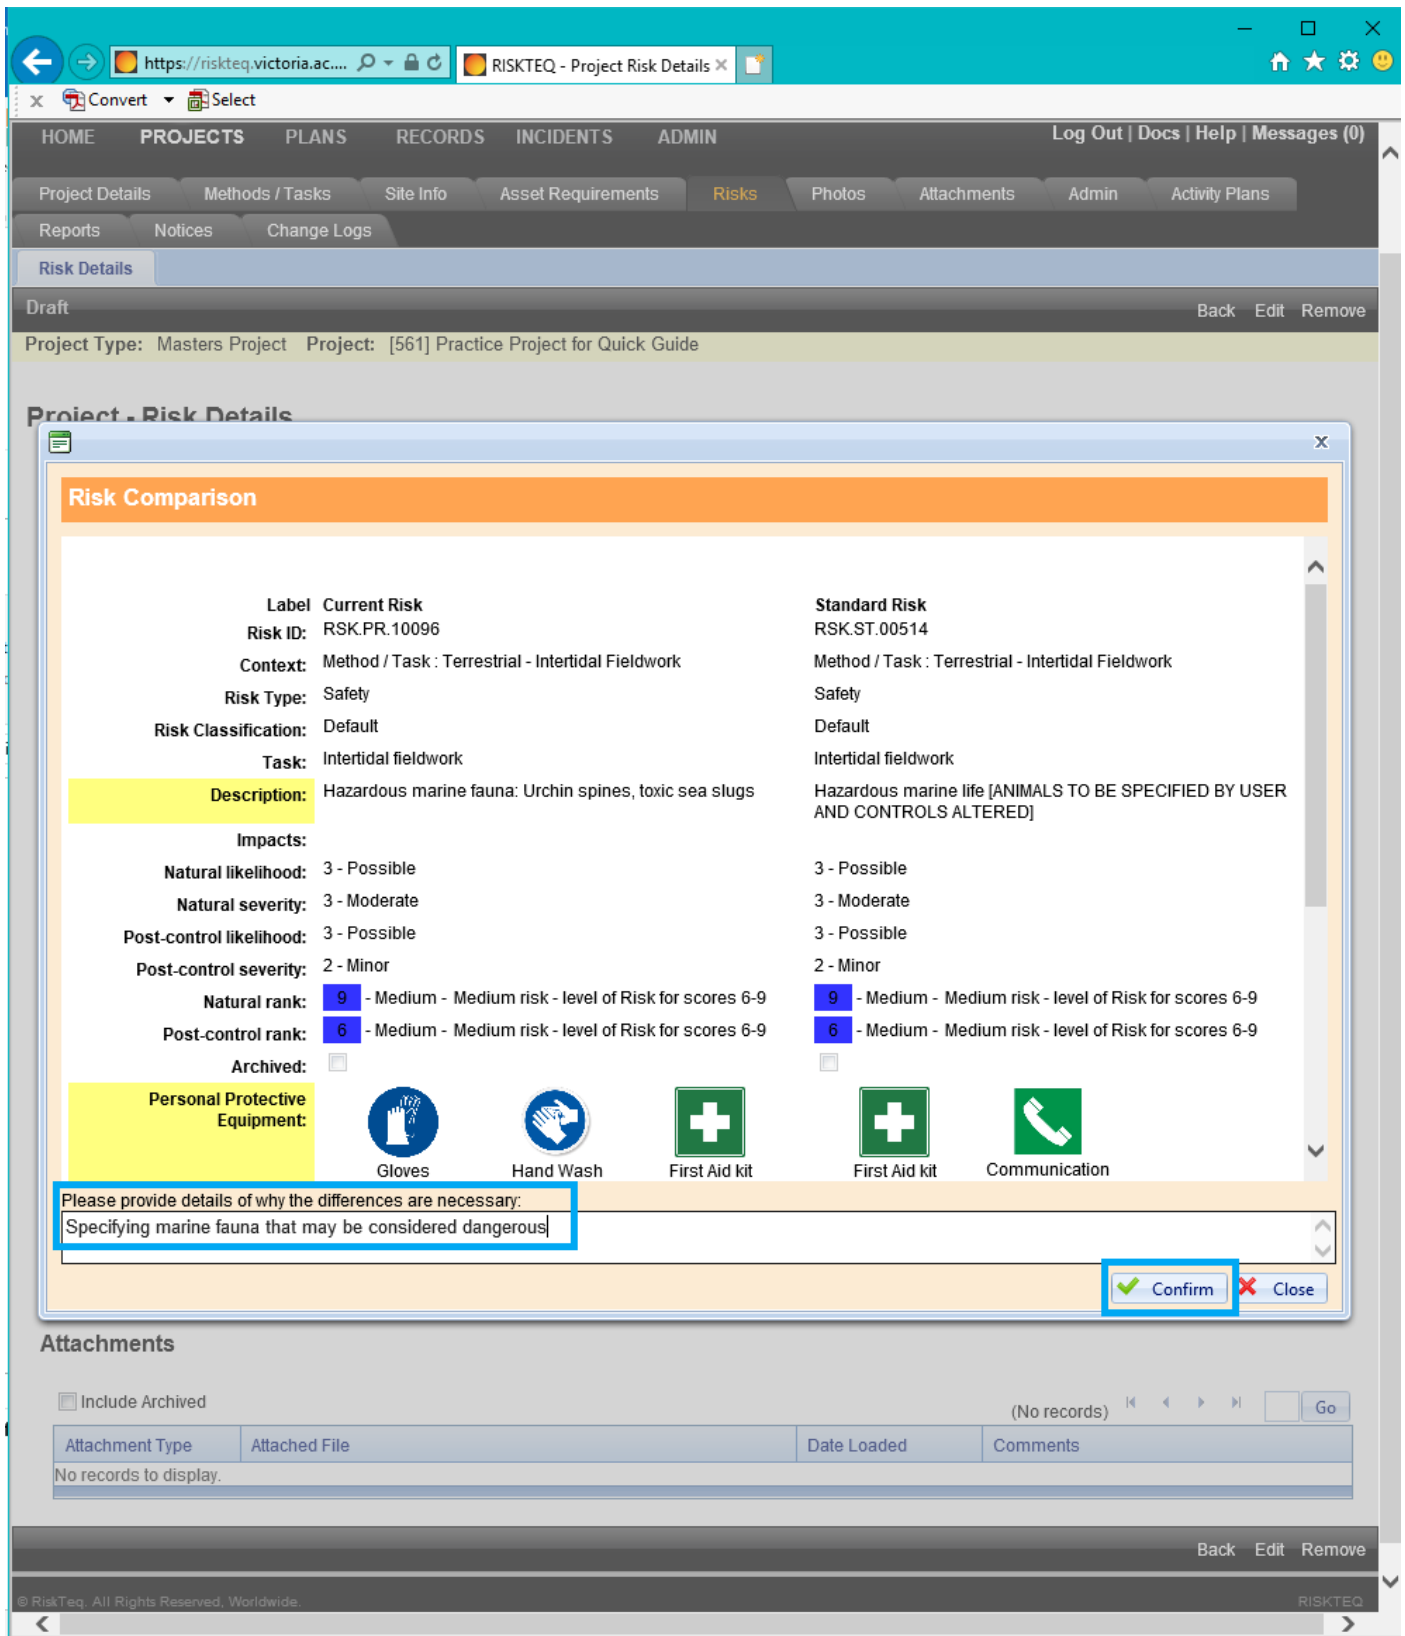 https://riskteq.victoria.ac....
RISKTEQ - Project Risk Details
x Convert Select
HOME PROJECTS PLANS RECORDS INCIDENTS ADMIN Log Out | Docs | Help | Messages (0)
Project Details Methods / Tasks Site Info Asset Requirements Risks Photos Attachments Admin Activity Plans
Reports Notices Change Logs
Risk Details
Draft Back Edit Remove
Project Type: Masters Project Project: [561] Practice Project for Quick Guide
Project - Risk Details
x
Risk Comparison
Label Current Risk Standard Risk
Risk ID: RSK.PR.10096 RSK.ST.00514
Context: Method / Task : Terrestrial - Intertidal Fieldwork Method / Task : Terrestrial - Intertidal Fieldwork
Risk Type: Safety Safety
Risk Classification: Default Default
Task: Intertidal fieldwork Intertidal fieldwork
Description: Hazardous marine fauna: Urchin spines, toxic sea slugs Hazardous marine life [ANIMALS TO BE SPECIFIED BY USER
AND CONTROLS ALTERED]
Impacts:
Natural likelihood: 3 - Possible 3 - Possible
Natural severity: 3 - Moderate 3 - Moderate
Post-control likelihood: 3 - Possible 3 - Possible
Post-control severity: 2 - Minor 2 - Minor
Natural rank: 9 - Medium - Medium risk - level of Risk for scores 6-9 9 - Medium - Medium risk - level of Risk for scores 6-9
Post-control rank: 6 - Medium - Medium risk - level of Risk for scores 6-9 6 - Medium - Medium risk - level of Risk for scores 6-9
Archived:
Personal Protective
Equipment:
Gloves Hand Wash First Aid kit First Aid kit Communication
Please provide details of why the differences are necessary:
Specifying marine fauna that may be considered dangerous
Confirm Close
Attachments
Include Archived
(No records) Go
Attachment Type Attached File Date Loaded Comments
No records to display.
Back Edit Remove
© RiskTeq. All Rights Reserved, Worldwide. RISKTEQ